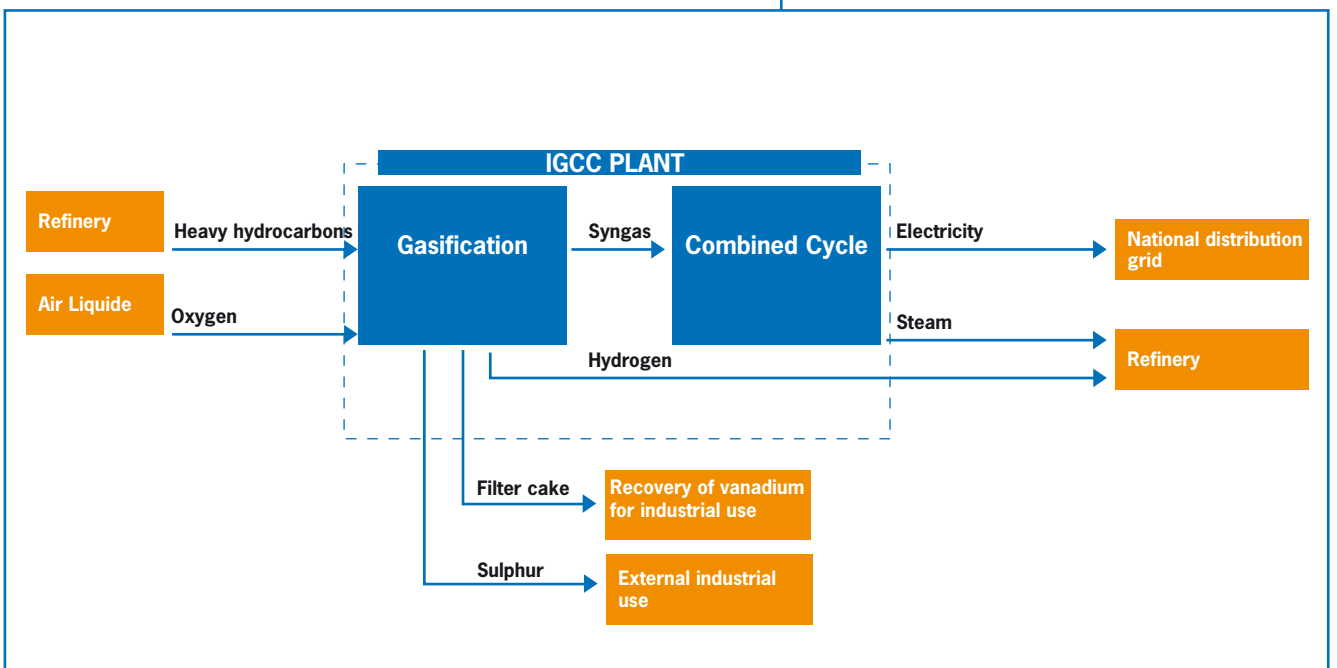 IGCC PLANT
Refinery
Heavy hydrocarbons
Gasification
Syngas
Combined Cycle
Electricity
National distribution
grid
Air Liquide
Oxygen
Steam
Refinery
Hydrogen
Filter cake
Recovery of vanadium
for industrial use
Sulphur
External industrial
use